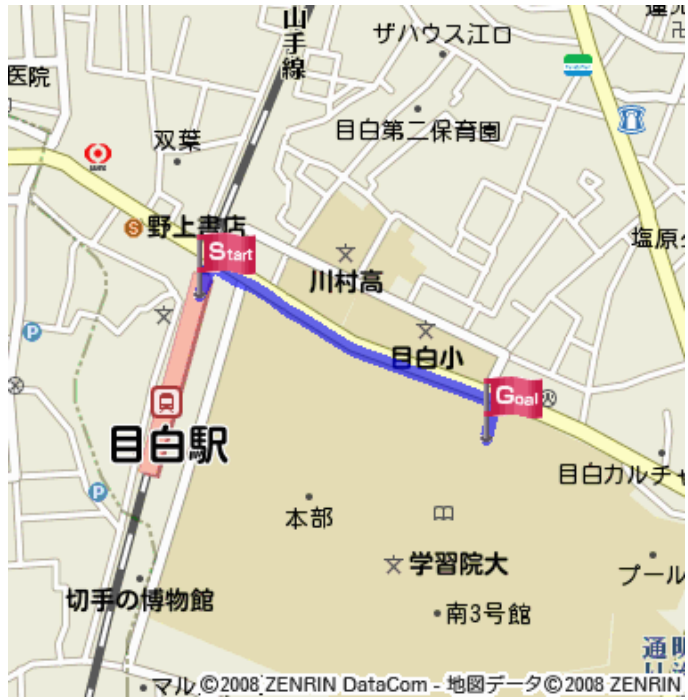 山手線
ザハウス江口
医院
目白第二保育園
双葉
野上書店
Start
塩原
川村高
目白小
Goal
目白駅
目白カルチャ
本部
学習院大
プール
切手の博物館
南3号館
マル
©2008 ZENRIN DataCom - 地図データ©2008 ZENRIN